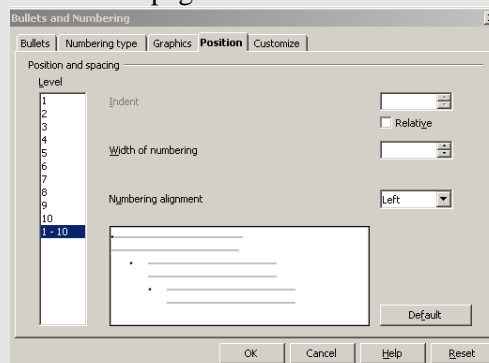 Bullets and Numbering
Bullets Numbering type Graphics Position Customize
Position and spacing
Level
1
2
3
4
5
6
7
8
9
10
1 - 10
Indent
Relative
Width of numbering
Numbering alignment
Left
Default
OK Cancel Help Reset